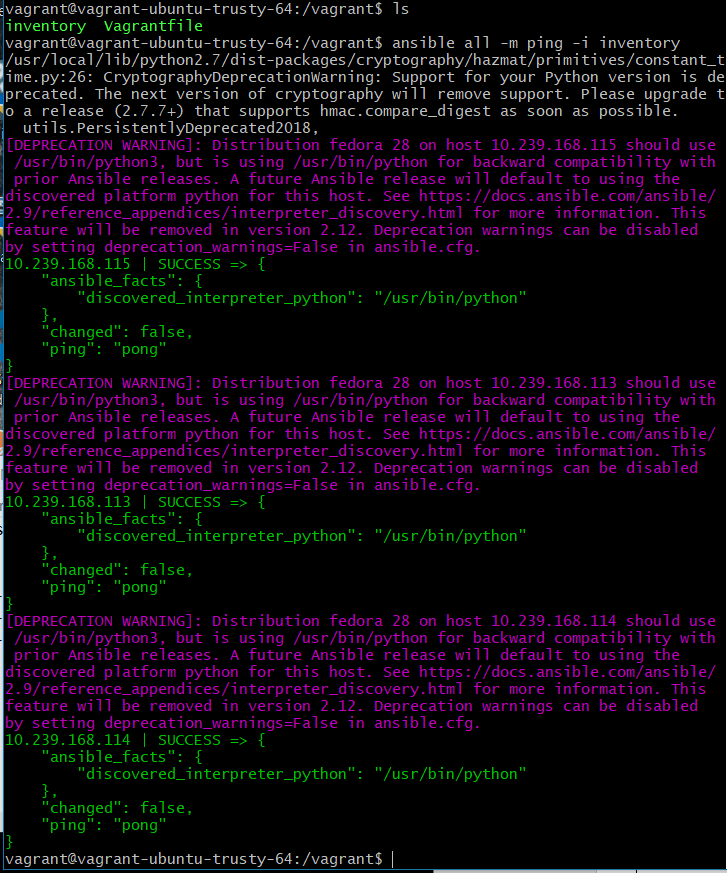 vagrant@vagrant-ubuntu-trusty-64:/vagrant$ ls
inventory  Vagrantfile
vagrant@vagrant-ubuntu-trusty-64:/vagrant$ ansible all -m ping -i inventory
/usr/local/lib/python2.7/dist-packages/cryptography/hazmat/primitives/constant_t
ime.py:26: CryptographyDeprecationWarning: Support for your Python version is de
precated. The next version of cryptography will remove support. Please upgrade t
o a release (2.7.7+) that supports hmac.compare_digest as soon as possible.
  utils.PersistentlyDeprecated2018,
[DEPRECATION WARNING]: Distribution fedora 28 on host 10.239.168.115 should use
 /usr/bin/python3, but is using /usr/bin/python for backward compatibility with
 prior Ansible releases. A future Ansible release will default to using the
discovered platform python for this host. See https://docs.ansible.com/ansible/
2.9/reference_appendices/interpreter_discovery.html for more information. This
feature will be removed in version 2.12. Deprecation warnings can be disabled
by setting deprecation_warnings=False in ansible.cfg.
10.239.168.115 | SUCCESS => {
    "ansible_facts": {
        "discovered_interpreter_python": "/usr/bin/python"
    },
    "changed": false,
    "ping": "pong"
}
[DEPRECATION WARNING]: Distribution fedora 28 on host 10.239.168.113 should use
 /usr/bin/python3, but is using /usr/bin/python for backward compatibility with
 prior Ansible releases. A future Ansible release will default to using the
discovered platform python for this host. See https://docs.ansible.com/ansible/
2.9/reference_appendices/interpreter_discovery.html for more information. This
feature will be removed in version 2.12. Deprecation warnings can be disabled
by setting deprecation_warnings=False in ansible.cfg.
10.239.168.113 | SUCCESS => {
    "ansible_facts": {
        "discovered_interpreter_python": "/usr/bin/python"
    },
    "changed": false,
    "ping": "pong"
}
[DEPRECATION WARNING]: Distribution fedora 28 on host 10.239.168.114 should use
 /usr/bin/python3, but is using /usr/bin/python for backward compatibility with
 prior Ansible releases. A future Ansible release will default to using the
discovered platform python for this host. See https://docs.ansible.com/ansible/
2.9/reference_appendices/interpreter_discovery.html for more information. This
feature will be removed in version 2.12. Deprecation warnings can be disabled
by setting deprecation_warnings=False in ansible.cfg.
10.239.168.114 | SUCCESS => {
    "ansible_facts": {
        "discovered_interpreter_python": "/usr/bin/python"
    },
    "changed": false,
    "ping": "pong"
}
vagrant@vagrant-ubuntu-trusty-64:/vagrant$